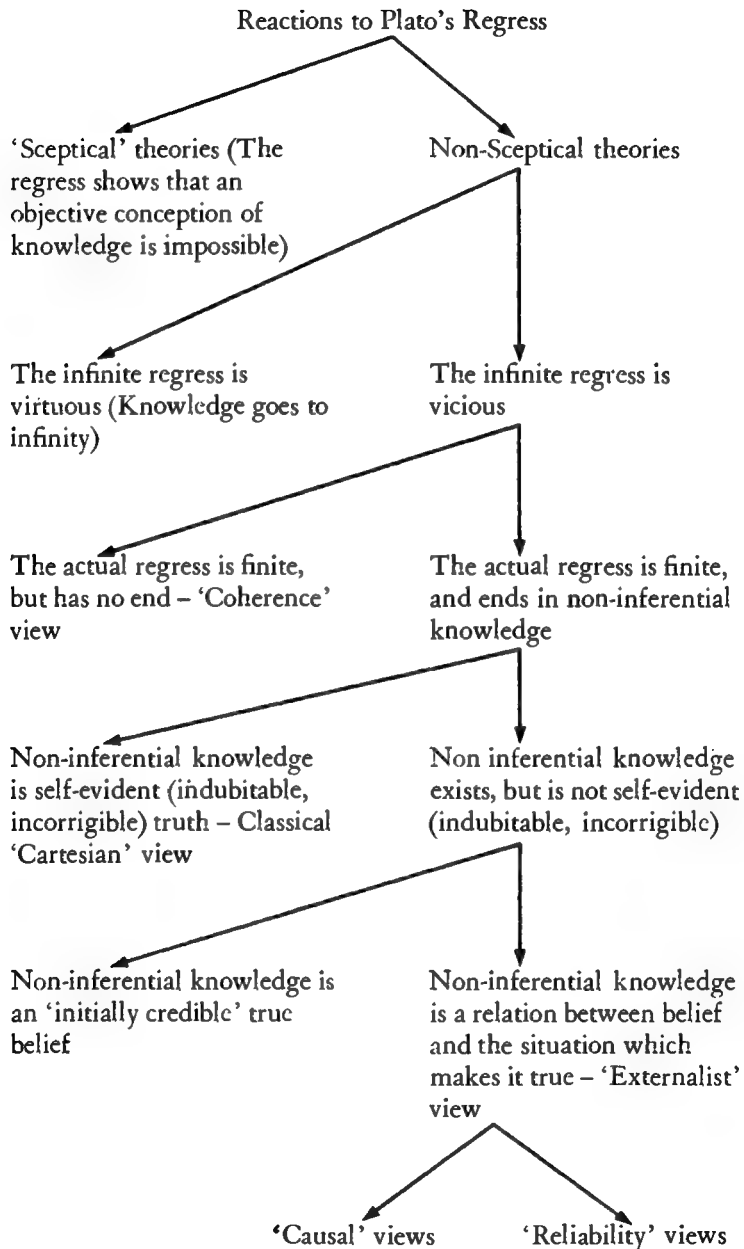 Reactions to Plato's Regress
'Sceptical' theories (The
regress shows that an
objective conception of
knowledge is impossible)
Non-Sceptical theories
The infinite regress is
virtuous (Knowledge goes to
infinity)
The infinite regress is
vicious
The actual regress is finite,
but has no end – 'Coherence'
view
The actual regress is finite,
and ends in non-inferential
knowledge
Non-inferential knowledge
is self-evident (indubitable,
incorrigible) truth – Classical
'Cartesian' view
Non inferential knowledge
exists, but is not self-evident
(indubitable, incorrigible)
Non-inferential knowledge is
an 'initially credible' true
belief
Non-inferential knowledge
is a relation between belief
and the situation which
makes it true – 'Externalist'
view
'Causal' views
'Reliability' views